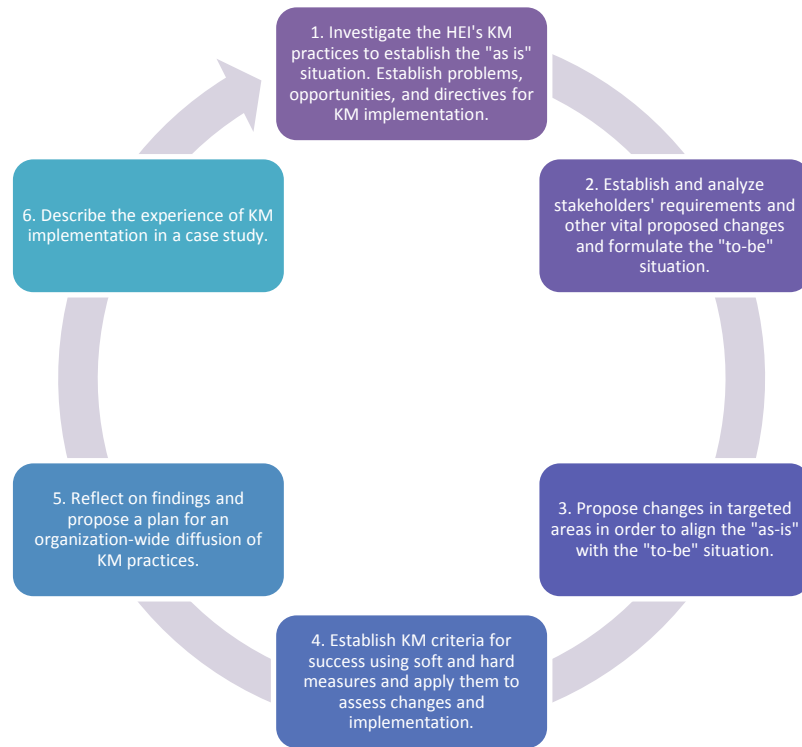 1. Investigate the HEI's KM
practices to establish the "as is"
situation. Establish problems,
opportunities, and directives for
KM implementation.
2. Establish and analyze
stakeholders' requirements and
other vital proposed changes
and formulate the "to-be"
situation.
3. Propose changes in targeted
areas in order to align the "as-is"
with the "to-be" situation.
4. Establish KM criteria for
success using soft and hard
measures and apply them to
assess changes and
implementation.
5. Reflect on findings and
propose a plan for an
organization-wide diffusion of
KM practices.
6. Describe the experience of KM
implementation in a case study.